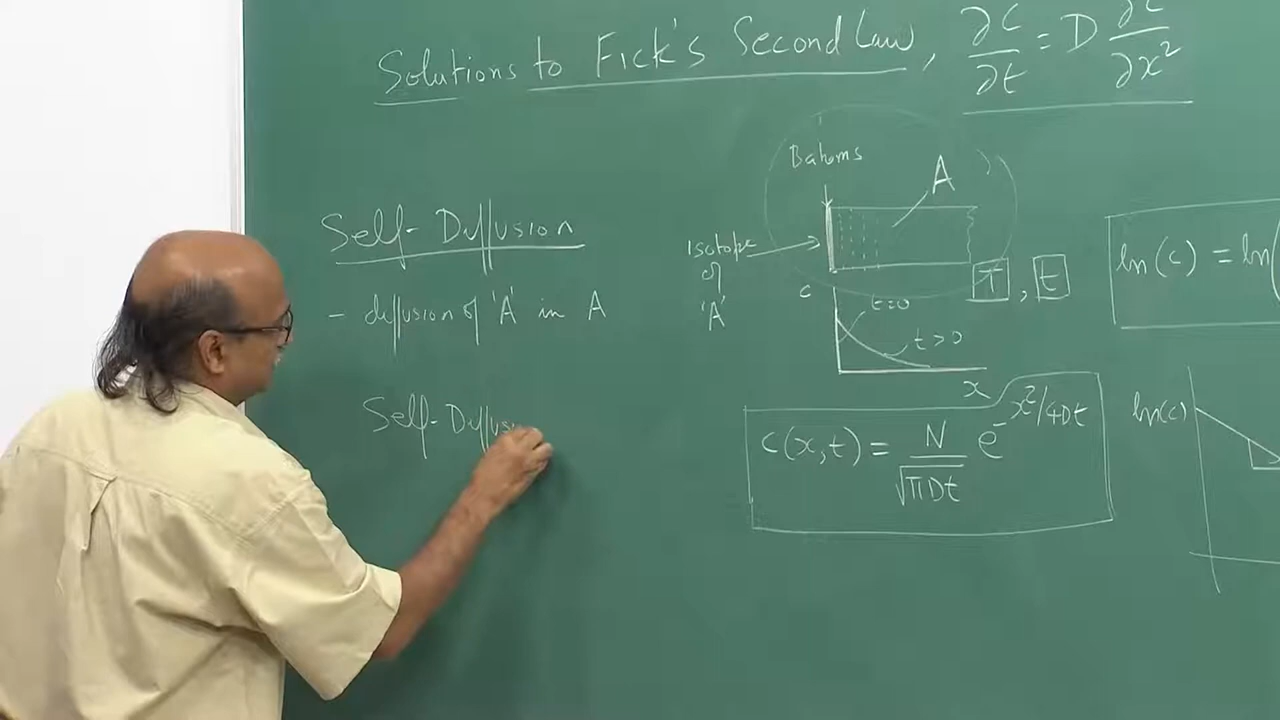 Solutions to Fick's Second Law, ∂c/∂t = D ∂c/∂x²
Self-Diffusion
- diffusion of 'A' in A
Self-Diffus
B atoms
A
Isotope
of
'A'
T , t
c
t=0
t>0
x
c(x,t) = N/√πDt e^-x²/4Dt
ln(c) = ln(
ln(c)